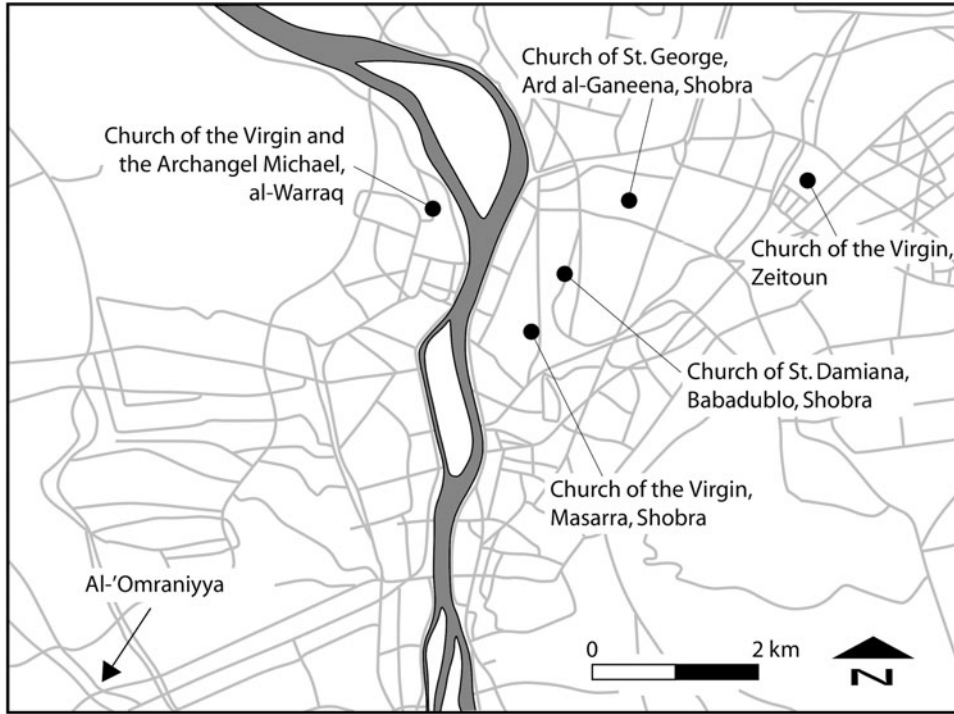 Church of St. George,
Ard al-Ganeena, Shobra
Church of the Virgin and
the Archangel Michael,
al-Warraq
Church of the Virgin,
Zeitoun
Church of St. Damiana,
Babadublo, Shobra
Church of the Virgin,
Masarra, Shobra
Al-’Omraniyya
0 2 km
N